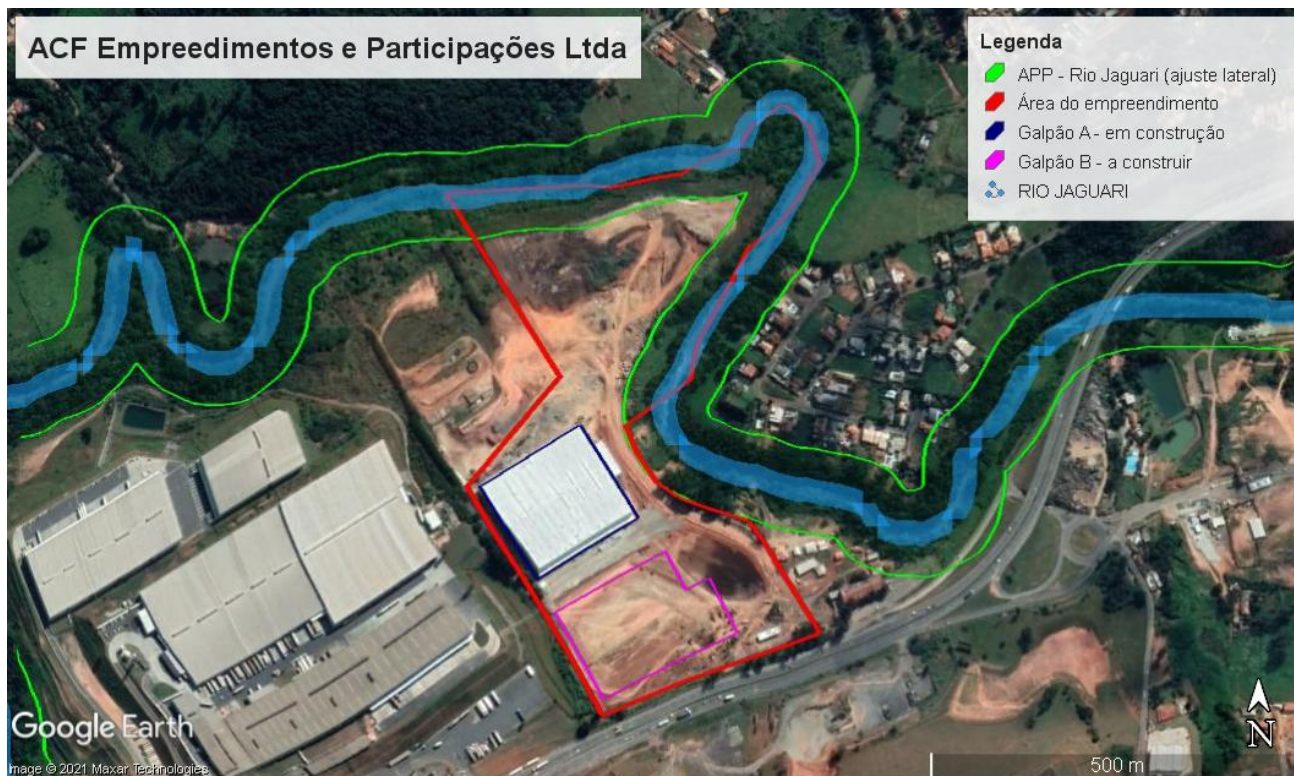 ACF Empreedimentos e Participações Ltda
Legenda
APP - Rio Jaguari (ajuste lateral)
Área do empreendimento
Galpão A - em construção
Galpão B - a construir
RIO JAGUARI
Google Earth
Image © 2021 Maxar Technologies
N
500 m